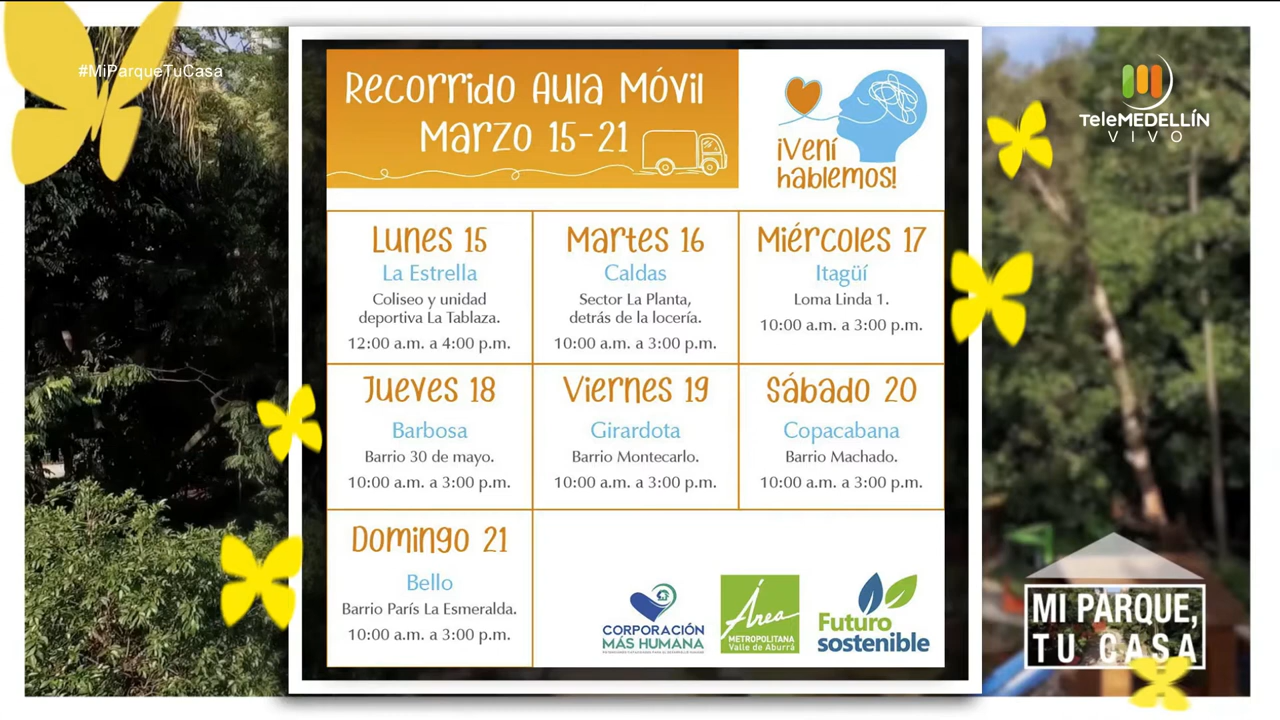 #MiParqueTuCasa
Recorrido Aula Móvil
Marzo 15-21
¡Vení
hablemos!
TeleMEDELLÍN
VIVO
Lunes 15
La Estrella
Coliseo y unidad
deportiva La Tablaza.
12:00 a.m. a 4:00 p.m.
Martes 16
Caldas
Sector La Planta,
detrás de la locería.
10:00 a.m. a 3:00 p.m.
Miércoles 17
Itagüí
Loma Linda 1.
10:00 a.m. a 3:00 p.m.
Jueves 18
Barbosa
Barrio 30 de mayo.
10:00 a.m. a 3:00 p.m.
Viernes 19
Girardota
Barrio Montecarlo.
10:00 a.m. a 3:00 p.m.
Sábado 20
Copacabana
Barrio Machado.
10:00 a.m. a 3:00 p.m.
Domingo 21
Bello
Barrio París La Esmeralda.
10:00 a.m. a 3:00 p.m.
CORPORACIÓN
MÁS HUMANA
Área
METROPOLITANA
Valle de Aburrá
Futuro
sostenible
MI PARQUE,
TU CASA